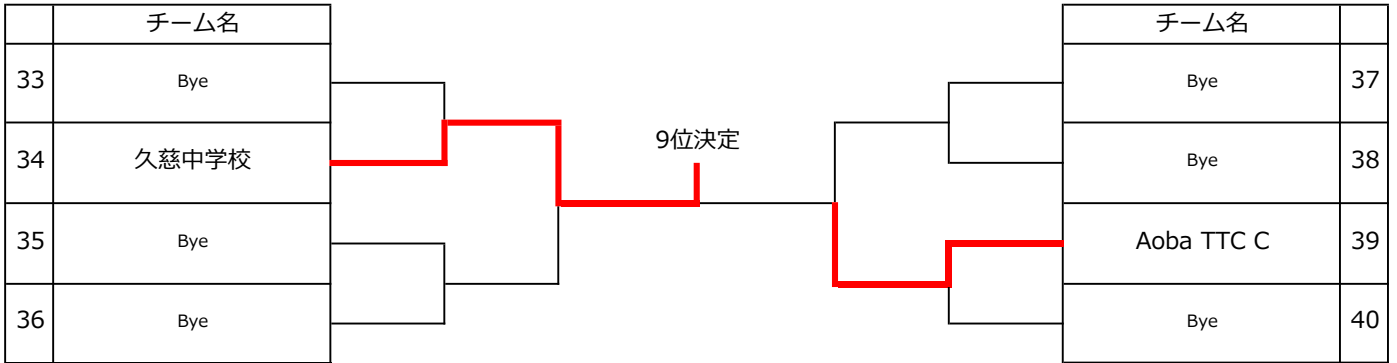 チーム名
33 Bye
34 久慈中学校
35 Bye
36 Bye
9位決定
チーム名
Bye 37
Bye 38
Aoba TTC C 39
Bye 40